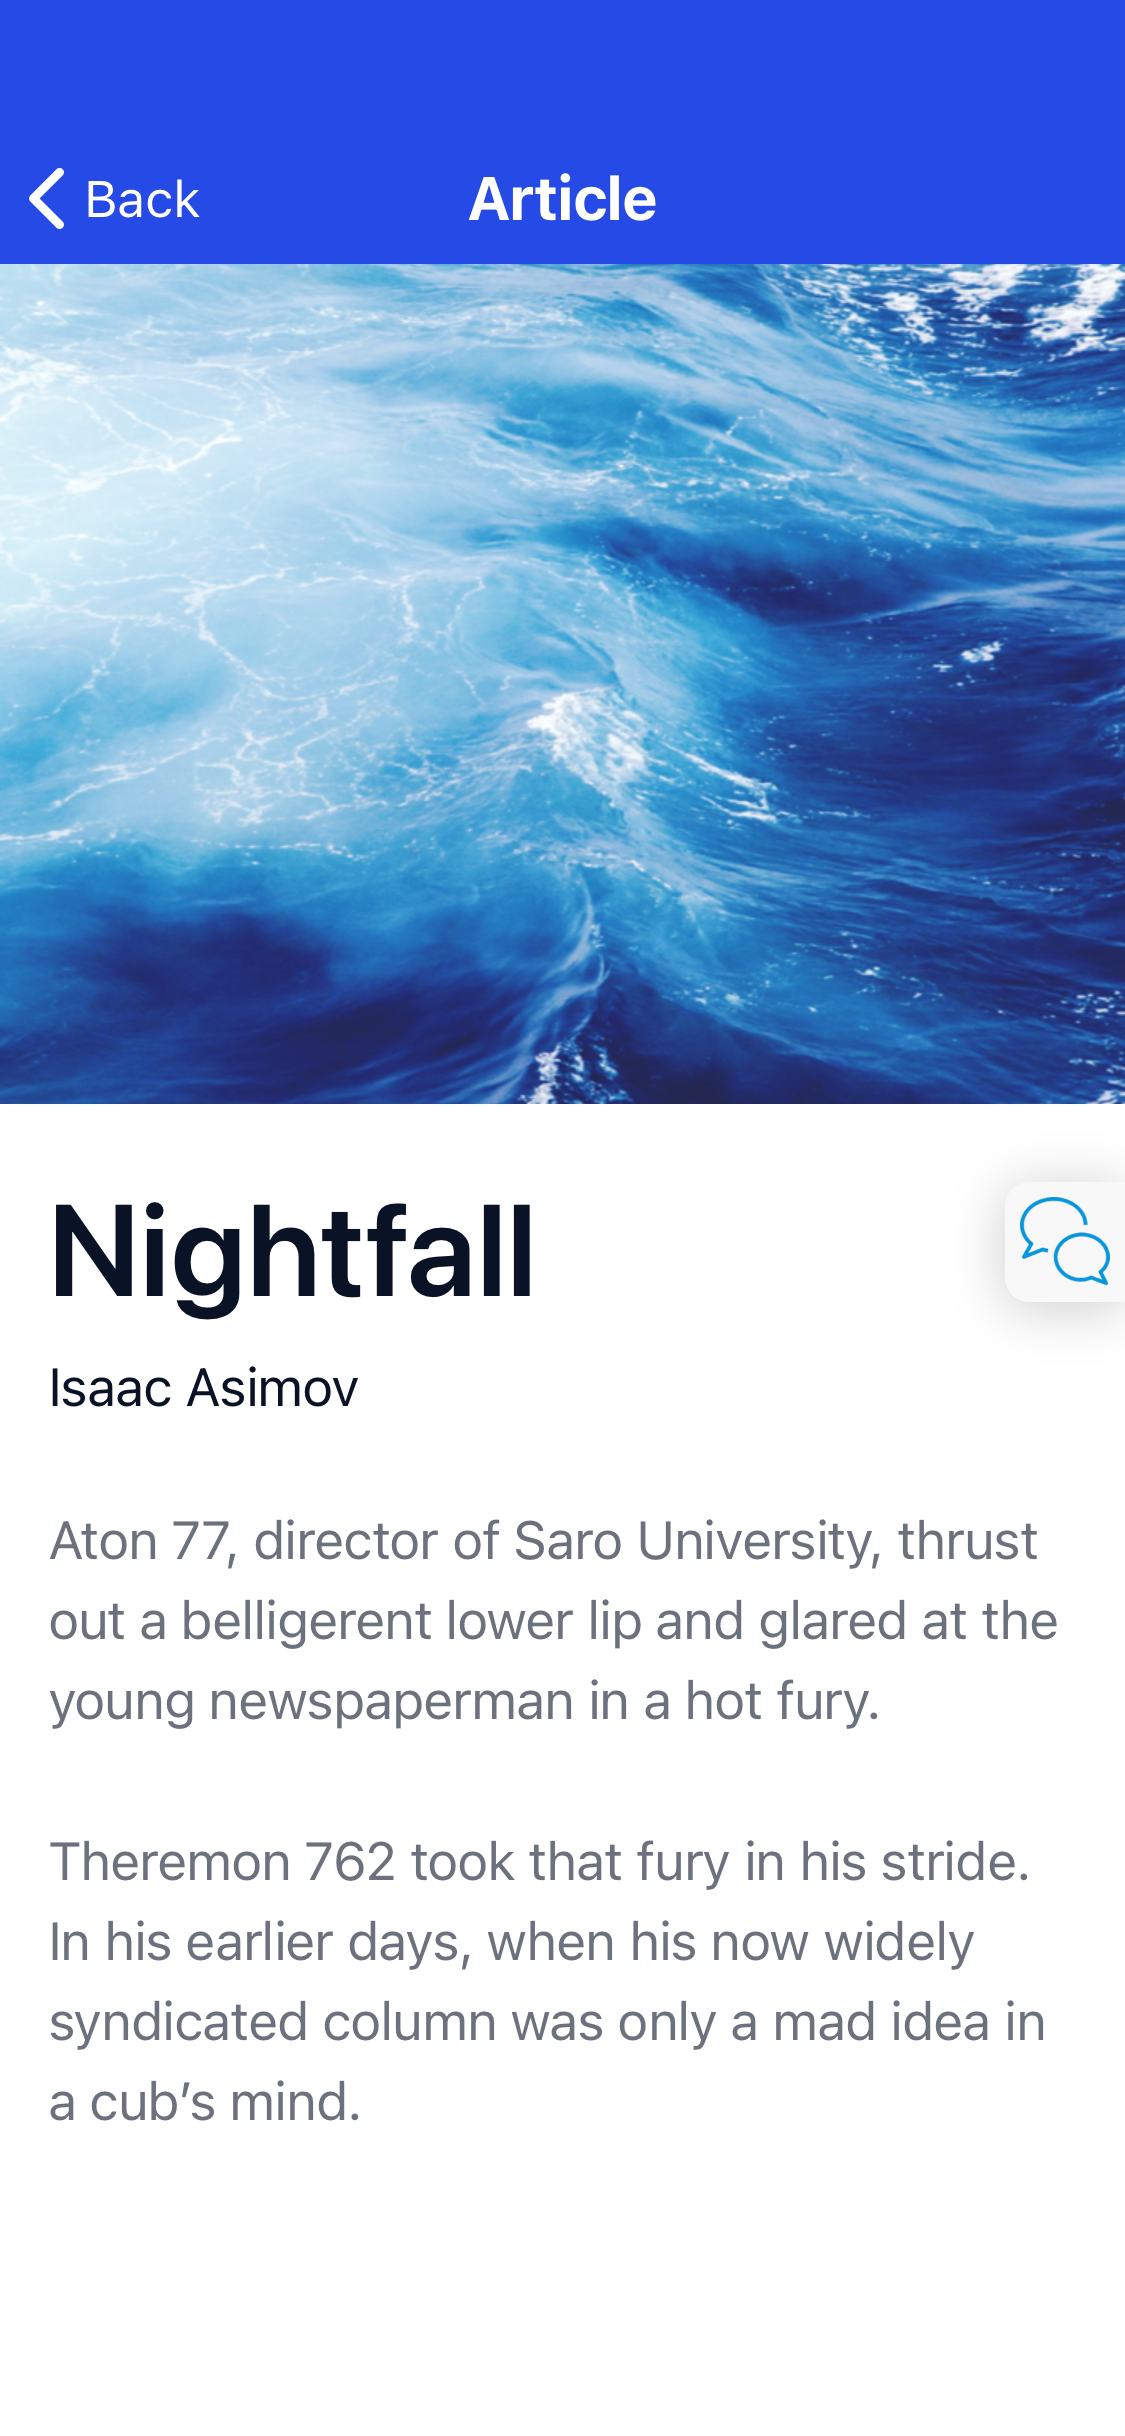 Back
Article
Nightfall
Isaac Asimov
Aton 77, director of Saro University, thrust
out a belligerent lower lip and glared at the
young newspaperman in a hot fury.
Theremon 762 took that fury in his stride.
In his earlier days, when his now widely
syndicated column was only a mad idea in
a cub’s mind.